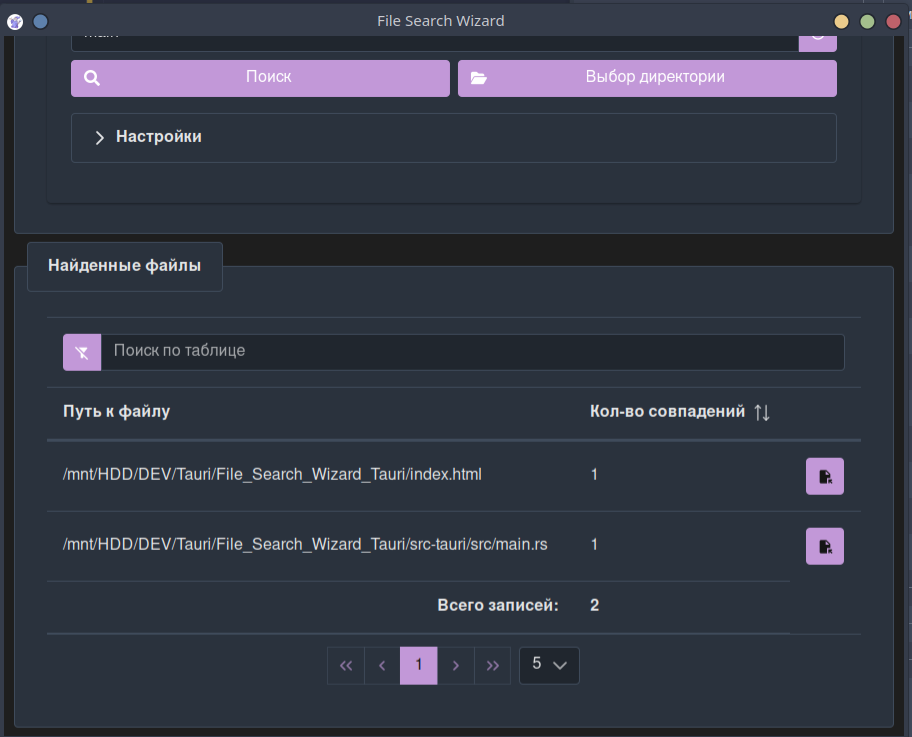 File Search Wizard
Поиск
Выбор директории
Настройки
Найденные файлы
Поиск по таблице
Путь к файлу
Кол-во совпадений
/mnt/HDD/DEV/Tauri/File_Search_Wizard_Tauri/index.html 1
/mnt/HDD/DEV/Tauri/File_Search_Wizard_Tauri/src-tauri/src/main.rs 1
Всего записей: 2
1
5